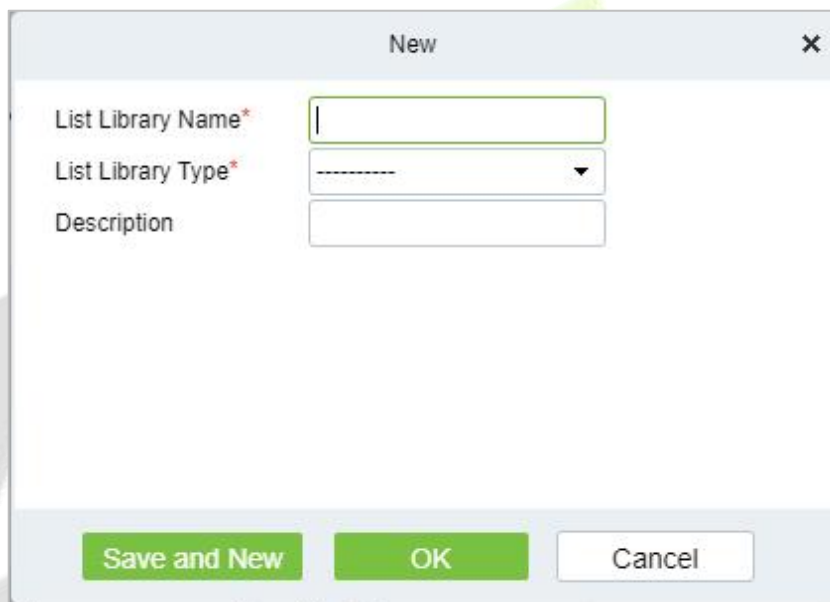 New
List Library Name*
List Library Type* ----------
Description
Save and New OK Cancel